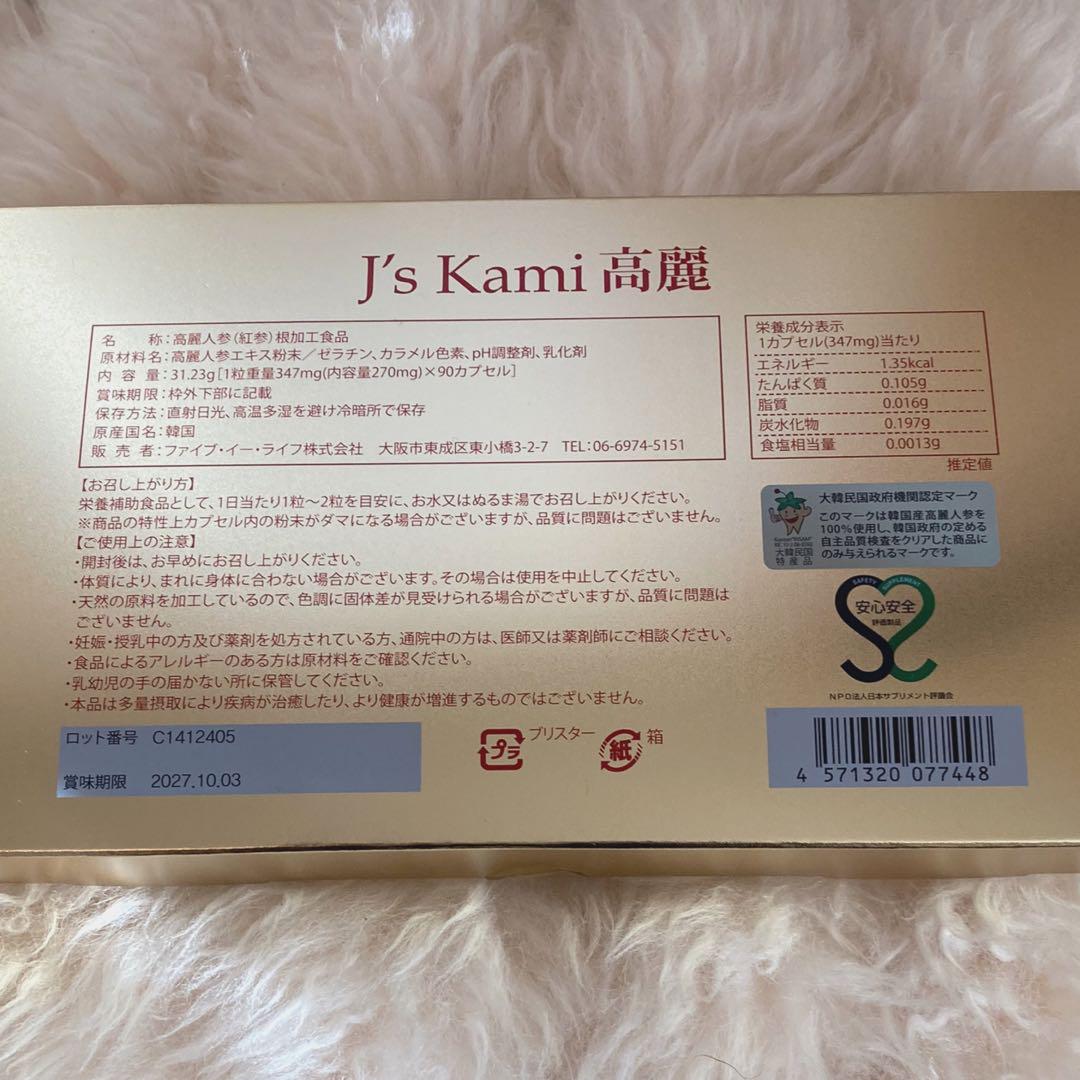 J's Kami 高麗
名　　称：高麗人参（紅参）根加工食品
原材料名：高麗人参エキス粉末／ゼラチン、カラメル色素、pH調整剤、乳化剤
内 容 量：31.23g［1粒重量347mg(内容量270mg)×90カプセル］
賞味期限：枠外下部に記載
保存方法：直射日光、高温多湿を避け冷暗所で保存
原産国名：韓国
販 売 者：ファイブ・イー・ライフ株式会社　大阪市東成区東小橋3-2-7　TEL：06-6974-5151
栄養成分表示
1カプセル(347mg)当たり
エネルギー　1.35kcal
たんぱく質　0.105g
脂質　0.016g
炭水化物　0.197g
食塩相当量　0.0013g
推定値
【お召し上がり方】
栄養補助食品として、1日当たり1粒～2粒を目安に、お水又はぬるま湯でお召し上がりください。
※商品の特性上カプセル内の粉末がダマになる場合がございますが、品質に問題はございません。
【ご使用上の注意】
・開封後は、お早めにお召し上がりください。
・体質により、まれに身体に合わない場合がございます。その場合は使用を中止してください。
・天然の原料を加工しているので、色調に固体差が見受けられる場合がございますが、品質に問題は
ございません。
・妊娠・授乳中の方及び薬剤を処方されている方、通院中の方は、医師又は薬剤師にご相談ください。
・食品によるアレルギーのある方は原材料をご確認ください。
・乳幼児の手の届かない所に保管してください。
・本品は多量摂取により疾病が治癒したり、より健康が増進するものではございません。
大韓民国政府機関認定マーク
このマークは韓国産高麗人参を
100％使用し、韓国政府の定める
自主品質検査をクリアした商品に
のみ与えられるマークです。
大韓民国
特産品
SAFETY SUPPLEMENT
安心安全
評価製品
NPO法人日本サプリメント評議会
ロット番号　C1412405
賞味期限　2027.10.03
プラ ブリスター
紙 箱
4 571320 077448